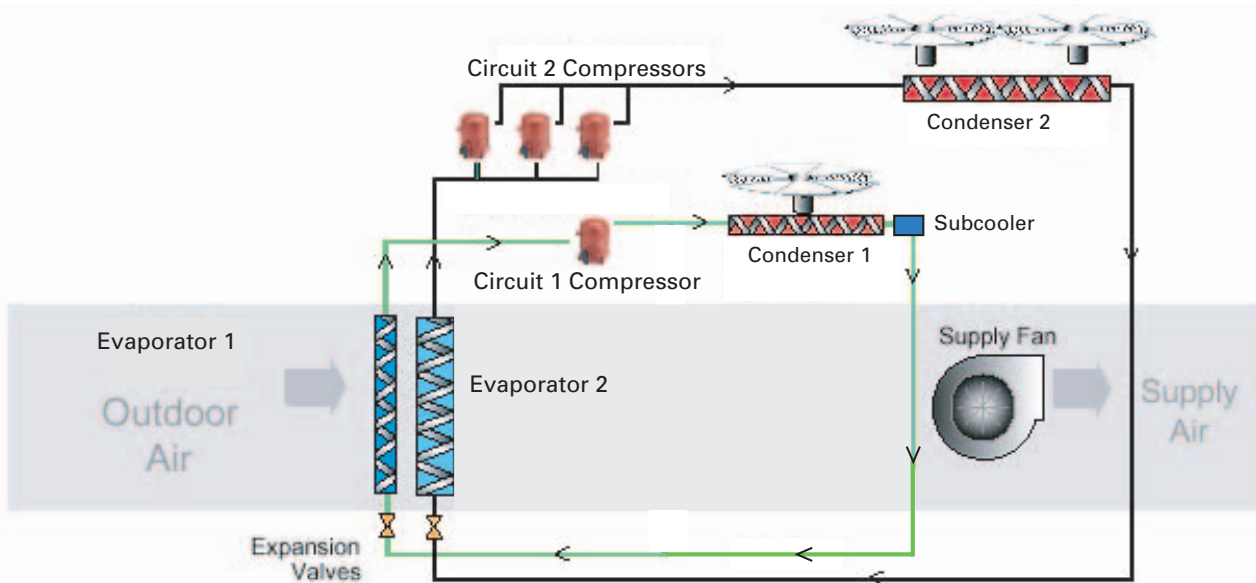 Circuit 2 Compressors
Condenser 2
Subcooler
Condenser 1
Circuit 1 Compressor
Evaporator 1
Supply Fan
Evaporator 2
Outdoor
Air
Supply
Air
Expansion
Valves